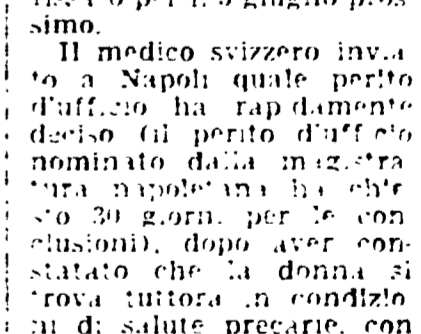 simo.
Il medico svizzero invia
to a Napoli quale perito
d'ufficio ha rapidamente
deciso (il perito d'ufficio
nominato dalla magistra
tura napoletana ha chie
sto 30 giorni per le con
clusioni), dopo aver con-
statato che la donna si
trova tuttora in condizio
ni di salute precarie, con